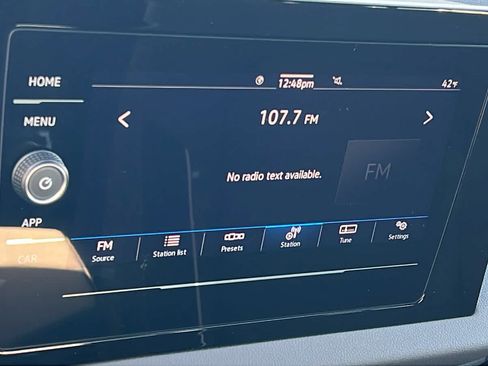 HOME
12:48pm
42°F
MENU
107.7 FM
No radio text available.
FM
APP
CAR
FM
Source
Station list
Presets
Station
Tune
Settings